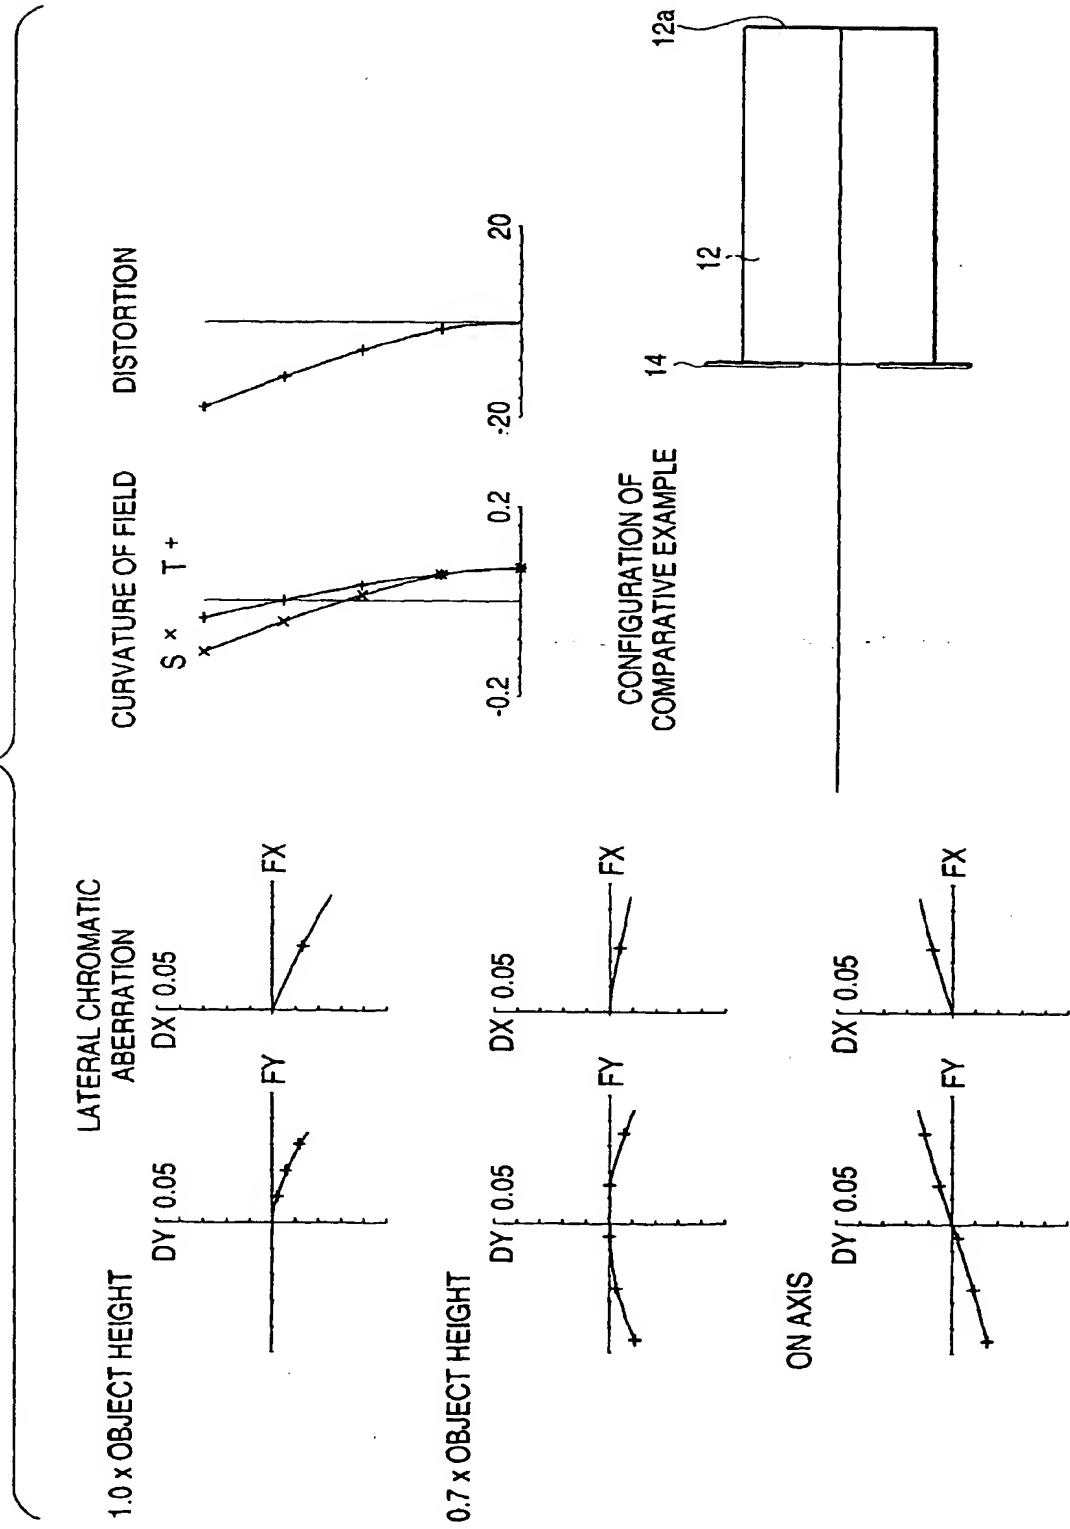 LATERAL CHROMATIC
ABERRATION
1.0 x OBJECT HEIGHT
DY 0.05
FY
DX 0.05
FX
0.7 x OBJECT HEIGHT
DY 0.05
FY
DX 0.05
FX
ON AXIS
DY 0.05
FY
DX 0.05
FX
CURVATURE OF FIELD
S × T +
-0.2 0.2
DISTORTION
-20 20
CONFIGURATION OF
COMPARATIVE EXAMPLE
14
12
12a